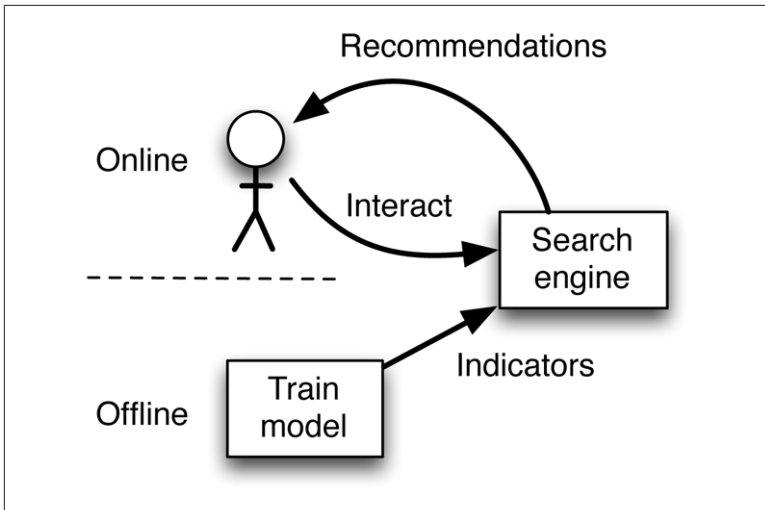 Recommendations
Online
Interact
Search
engine
Indicators
Offline
Train
model